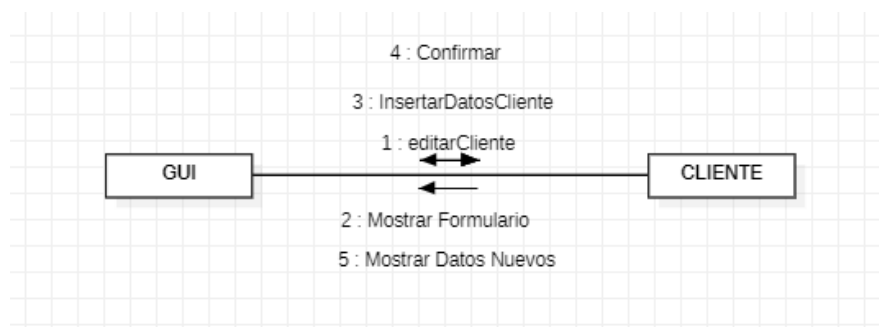 4 : Confirmar
3 : InsertarDatosCliente
1 : editarCliente
GUI
CLIENTE
2 : Mostrar Formulario
5 : Mostrar Datos Nuevos